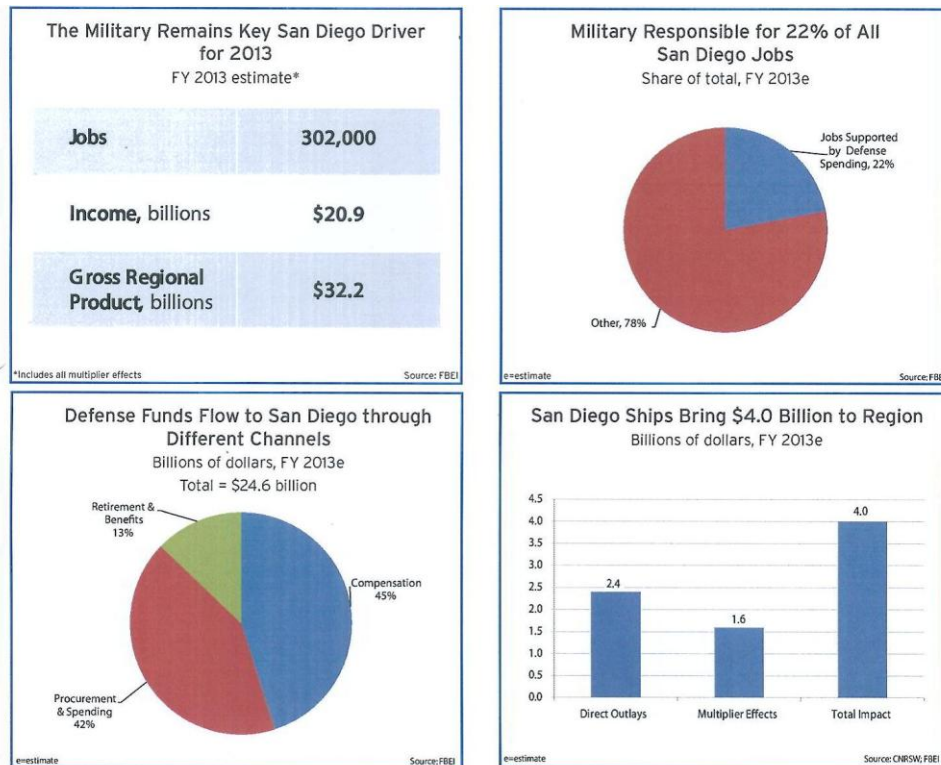 The Military Remains Key San Diego Driver
for 2013
FY 2013 estimate*
Jobs 302,000
Income, billions $20.9
Gross Regional
Product, billions $32.2
*Includes all multiplier effects Source: FBEI
Military Responsible for 22% of All
San Diego Jobs
Share of total, FY 2013e
Jobs Supported
by Defense
Spending, 22%
Other, 78%
e=estimate Source: FBE
Defense Funds Flow to San Diego through
Different Channels
Billions of dollars, FY 2013e
Total = $24.6 billion
Retirement &
Benefits
13%
Compensation
45%
Procurement
& Spending
42%
e=estimate Source: FBEI
San Diego Ships Bring $4.0 Billion to Region
Billions of dollars, FY 2013e
4.5
4.0
3.5
3.0
2.5
2.0
1.5
1.0
0.5
0.0
2.4
1.6
4.0
Direct Outlays Multiplier Effects Total Impact
e=estimate Source: CNRSW; FBEI